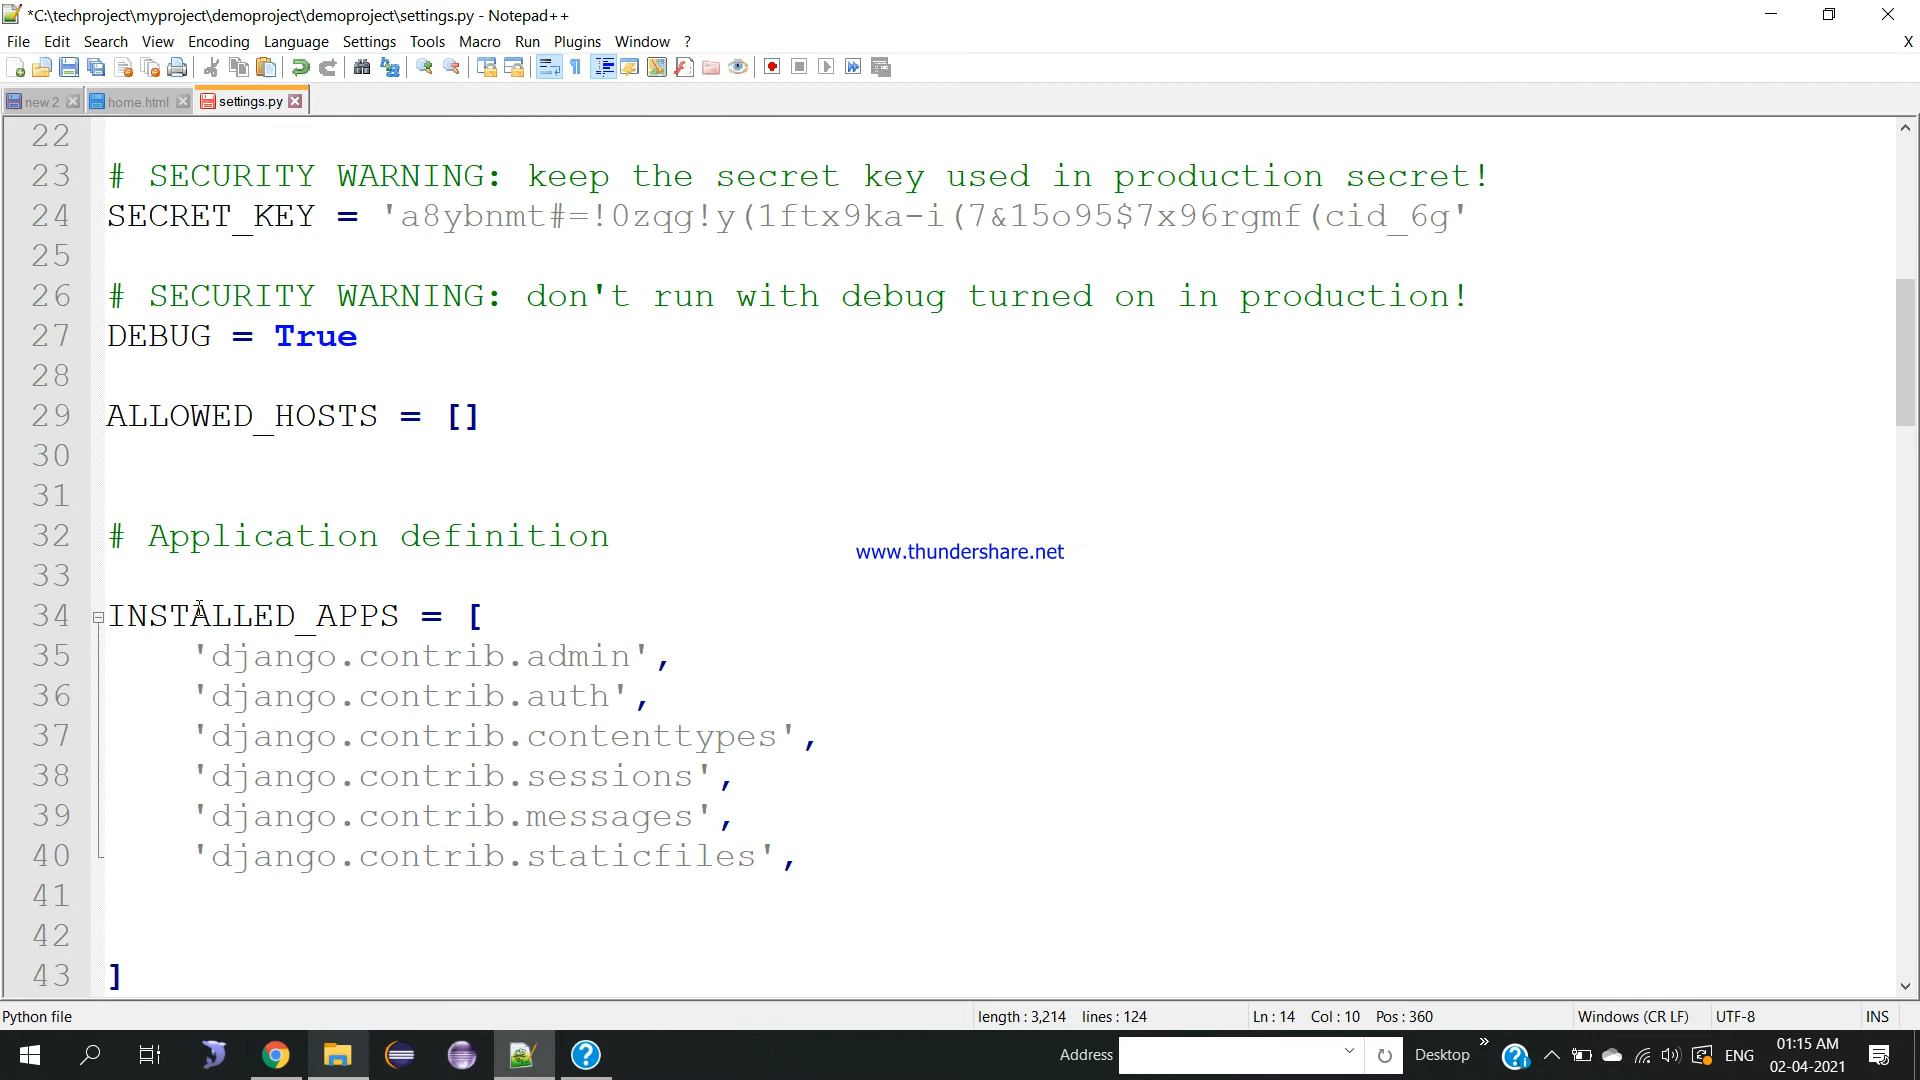 *C:\techproject\myproject\demoproject\demoproject\settings.py - Notepad++
File Edit Search View Encoding Language Settings Tools Macro Run Plugins Window ? X
new 2 home.html settings.py
22
23 # SECURITY WARNING: keep the secret key used in production secret!
24 SECRET_KEY = 'a8ybnmt#=!0zqg!y(1ftx9ka-i(7&15o95$7x96rgmf(cid_6g'
25
26 # SECURITY WARNING: don't run with debug turned on in production!
27 DEBUG = True
28
29 ALLOWED_HOSTS = []
30
31
32 # Application definition
www.thundershare.net
33
34 INSTALLED_APPS = [
35 'django.contrib.admin',
36 'django.contrib.auth',
37 'django.contrib.contenttypes',
38 'django.contrib.sessions',
39 'django.contrib.messages',
40 'django.contrib.staticfiles',
41
42
43 ]
Python file length : 3,214 lines : 124 Ln : 14 Col : 10 Pos : 360 Windows (CR LF) UTF-8 INS
Address Desktop » ENG 01:15 AM
02-04-2021